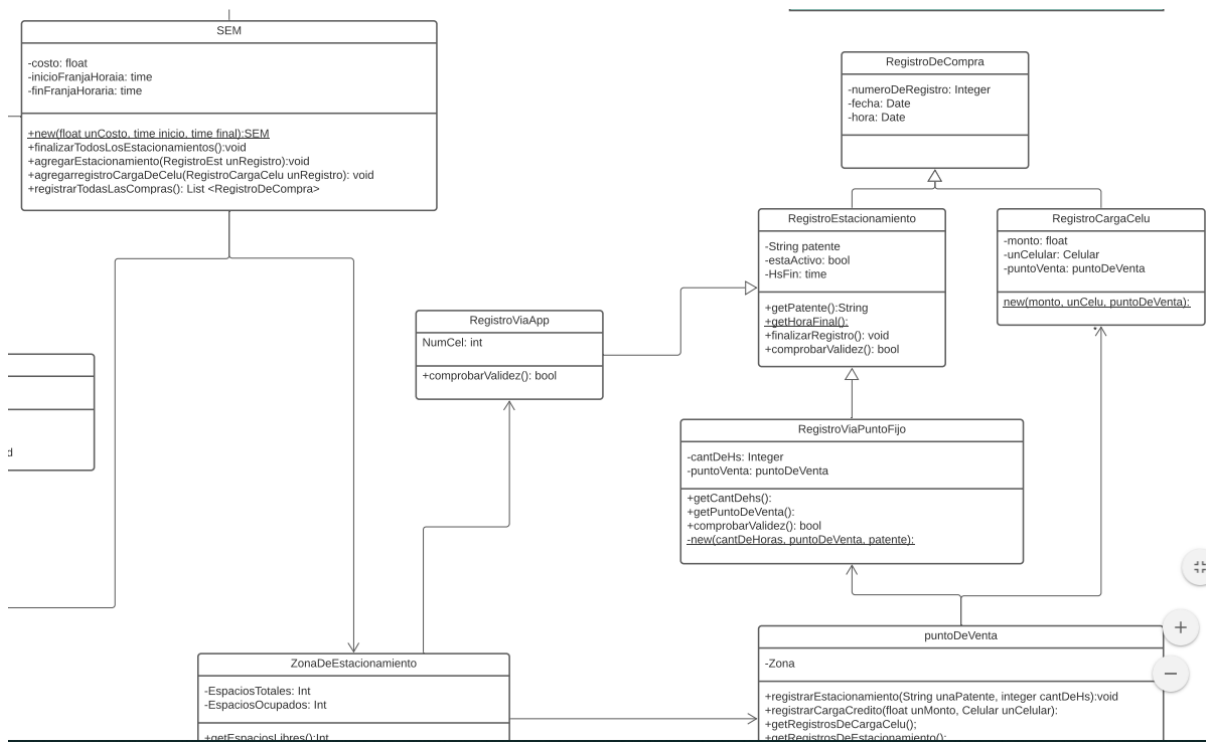 SEM
-costo: float
-inicioFranjaHoraia: time
-finFranjaHoraria: time
+new(float unCosto, time inicio, time final):SEM
+finalizarTodosLosEstacionamientos():void
+agregarEstacionamiento(RegistroEst unRegistro):void
+agregarregistroCargaDeCelu(RegistroCargaCelu unRegistro): void
+registrarTodasLasCompras(): List <RegistroDeCompra>
RegistroDeCompra
-numeroDeRegistro: Integer
-fecha: Date
-hora: Date
RegistroEstacionamiento
-String patente
-estaActivo: bool
-HsFin: time
+getPatente():String
+getHoraFinal():
+finalizarRegistro(): void
+comprobarValidez(): bool
RegistroCargaCelu
-monto: float
-unCelular: Celular
-puntoVenta: puntoDeVenta
new(monto, unCelu, puntoDeVenta):
RegistroViaApp
NumCel: int
+comprobarValidez(): bool
d
RegistroViaPuntoFijo
-cantDeHs: Integer
-puntoVenta: puntoDeVenta
+getCantDehs():
+getPuntoDeVenta():
+comprobarValidez(): bool
-new(cantDeHoras, puntoDeVenta, patente):
ZonaDeEstacionamiento
-EspaciosTotales: Int
-EspaciosOcupados: Int
+getEspaciosLibres():Int
puntoDeVenta
-Zona
+registrarEstacionamiento(String unaPatente, integer cantDeHs):void
+registrarCargaCredito(float unMonto, Celular unCelular):
+getRegistrosDeCargaCelu();
+getRegistrosDeEstacionamiento():